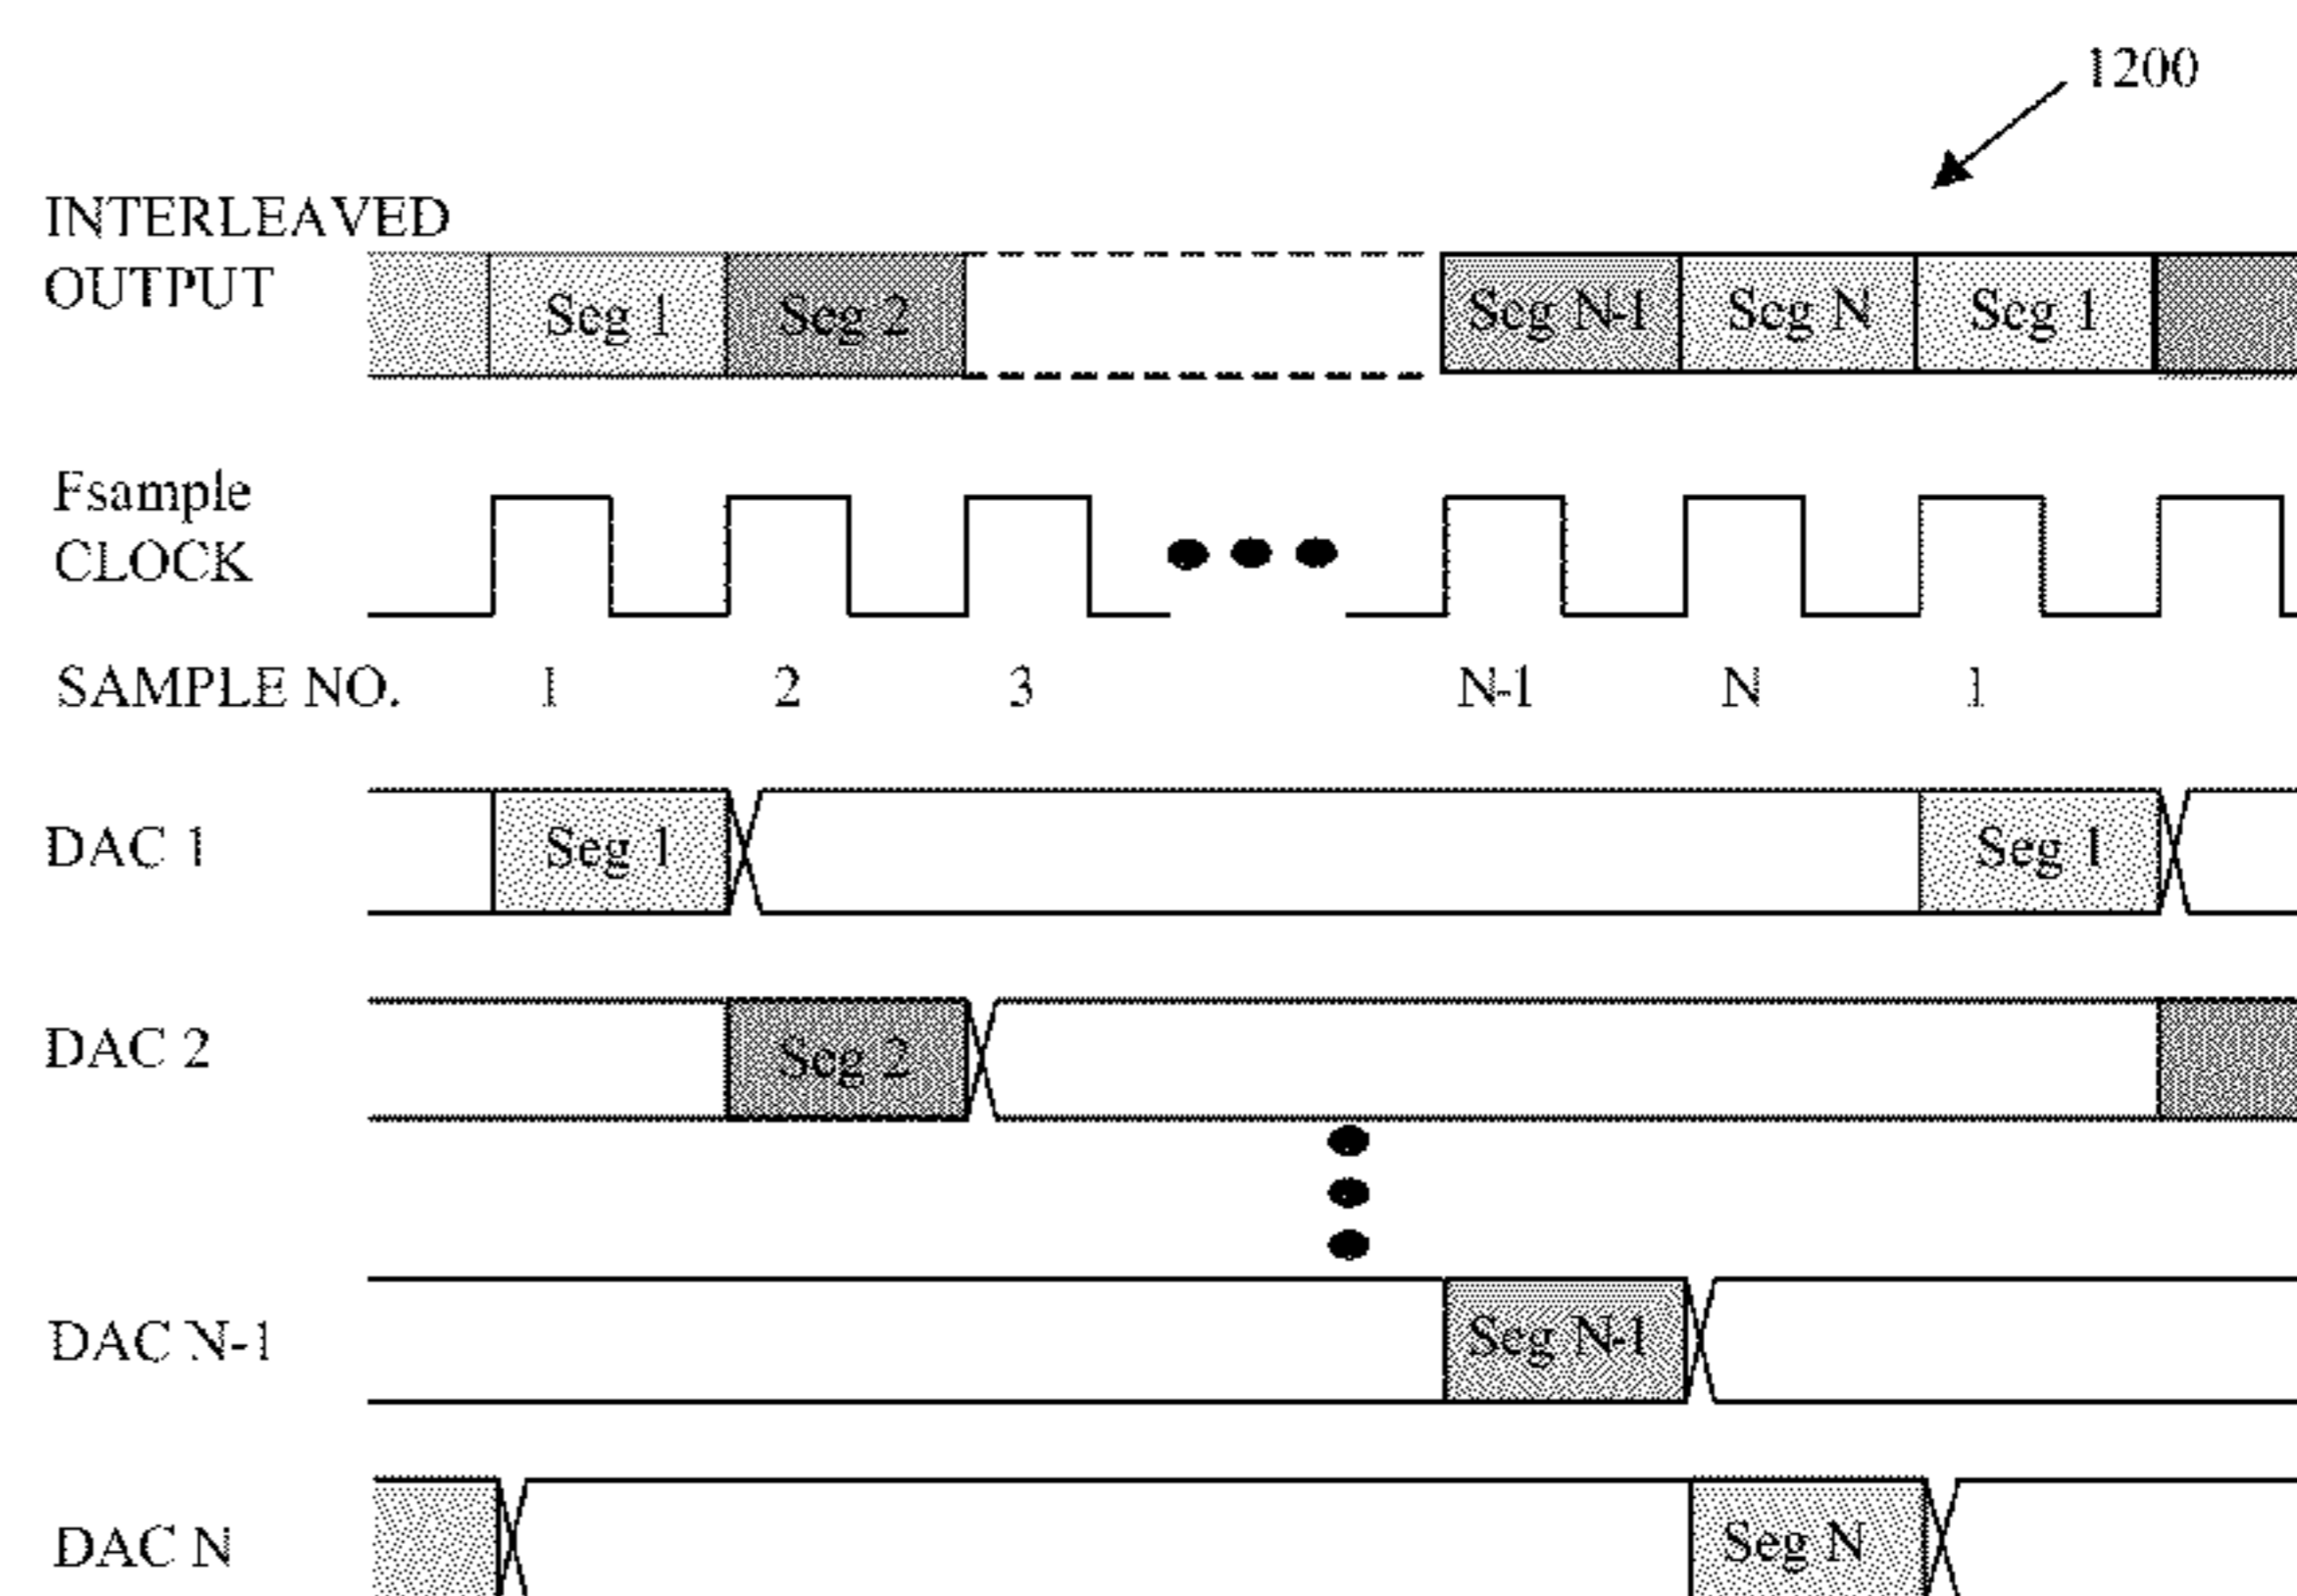 1200
INTERLEAVED
OUTPUT
Seg 1 Seg 2 Seg N-1 Seg N Seg 1
Fsample
CLOCK
SAMPLE NO. 1 2 3 N-1 N 1
DAC 1 Seg 1 Seg 1
DAC 2 Seg 2
DAC N-1 Seg N-1
DAC N Seg N